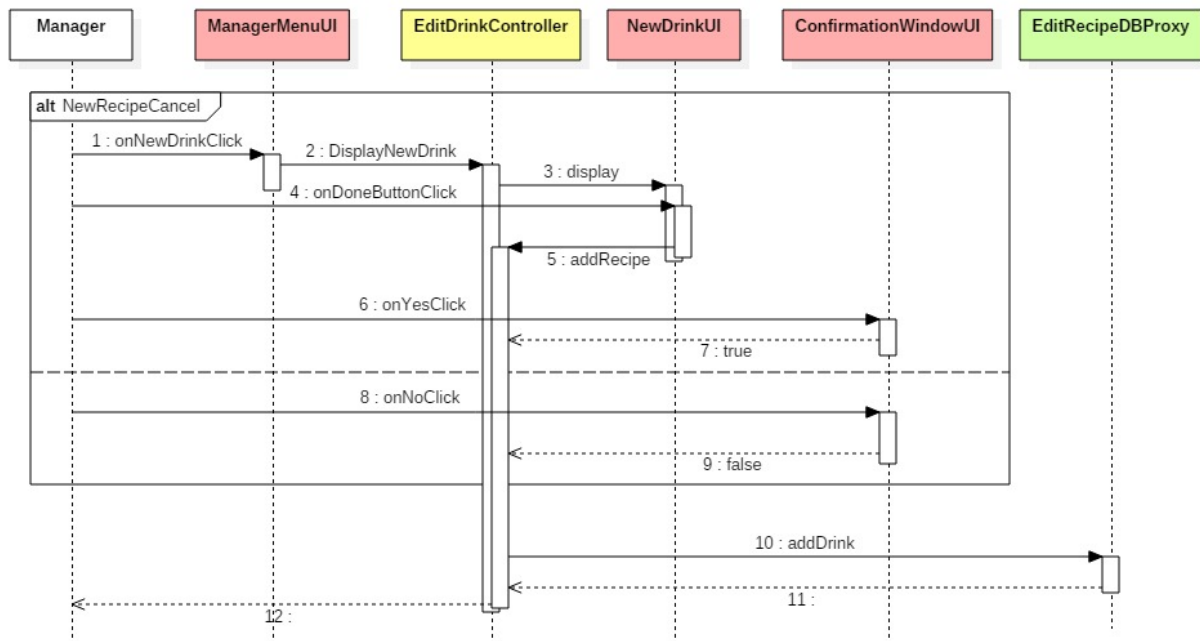 Manager
ManagerMenuUI
EditDrinkController
NewDrinkUI
ConfirmationWindowUI
EditRecipeDBProxy
alt NewRecipeCancel
1 : onNewDrinkClick
2 : DisplayNewDrink
3 : display
4 : onDoneButtonClick
5 : addRecipe
6 : onYesClick
7 : true
8 : onNoClick
9 : false
10 : addDrink
11 :
12 :